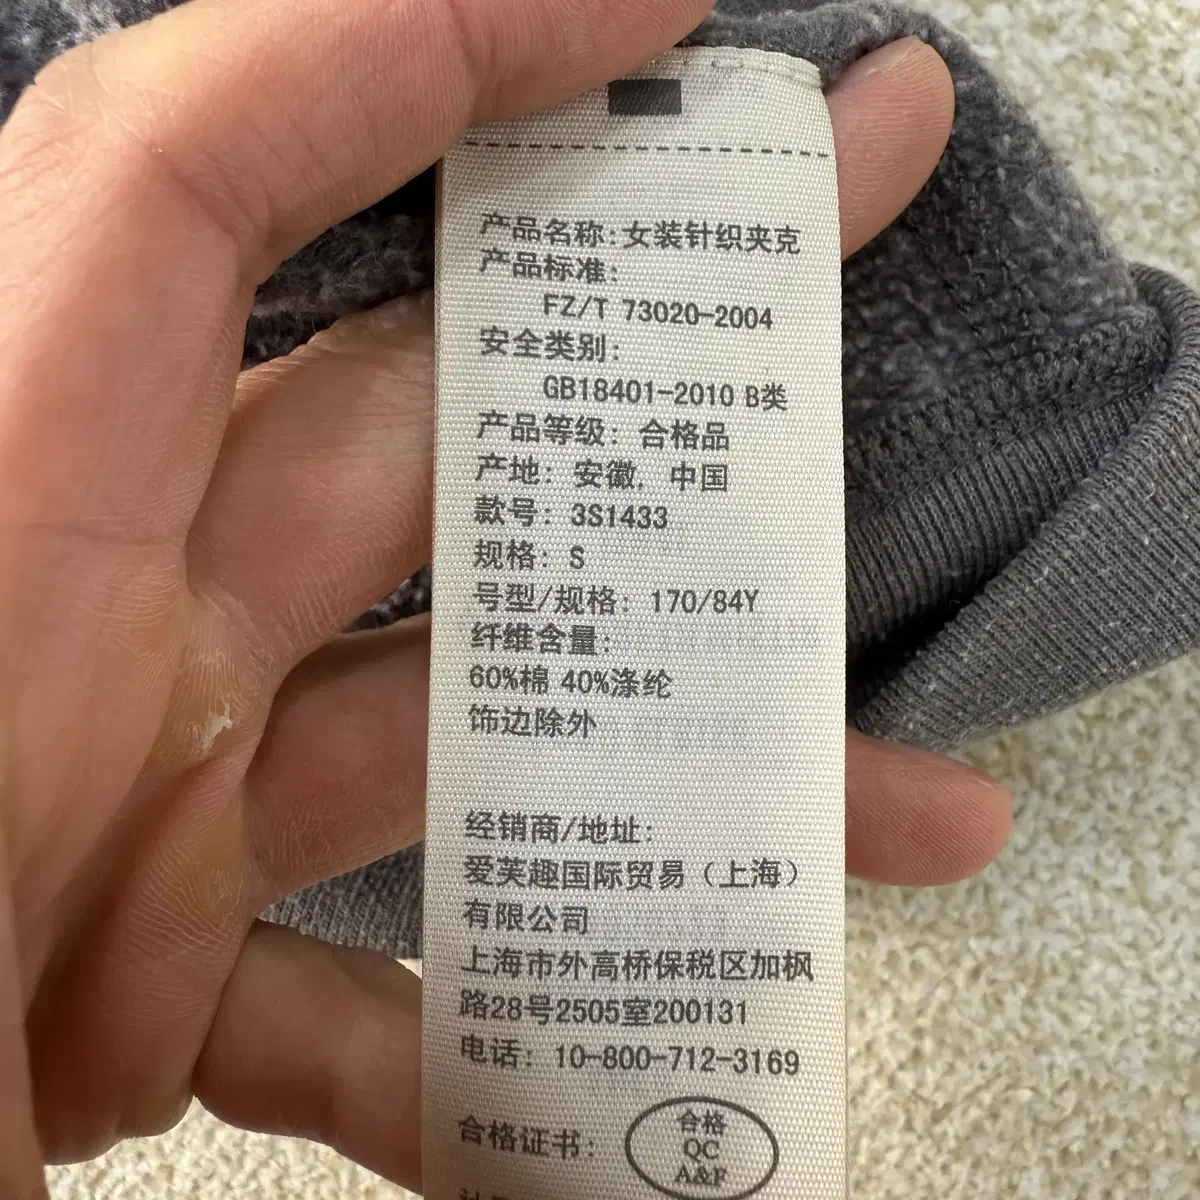 产品名称:女装针织夹克
产品标准:
FZ/T 73020-2004
安全类别:
GB18401-2010 B类
产品等级: 合格品
产地: 安徽, 中国
款号: 3S1433
规格: S
号型/规格: 170/84Y
纤维含量:
60%棉 40%涤纶
饰边除外
经销商/地址:
爱芙趣国际贸易（上海）
有限公司
上海市外高桥保税区加枫
路28号2505室200131
电话: 10-800-712-3169
合格证书:
合格
QC
A&F